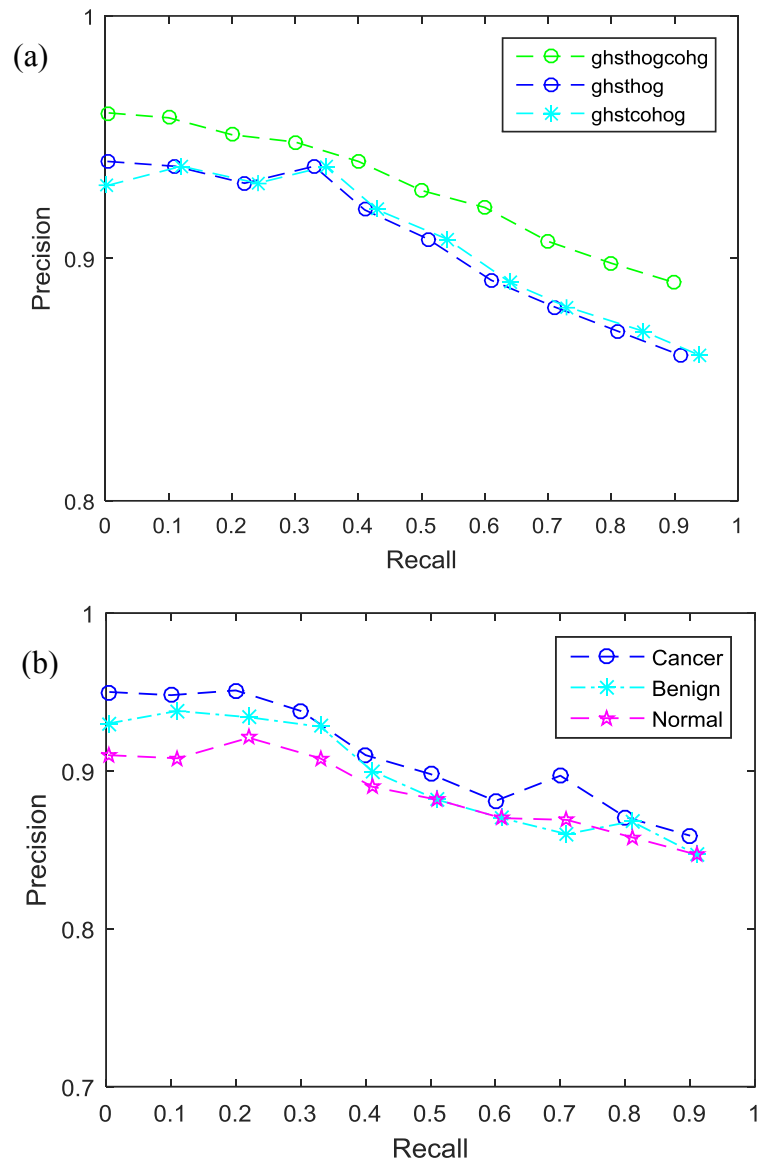 (a)
1
0.9
0.8
Precision
0 0.1 0.2 0.3 0.4 0.5 0.6 0.7 0.8 0.9 1
Recall
ghsthogcohg
ghsthog
ghstcohog
(b)
1
0.9
0.8
0.7
Precision
0 0.1 0.2 0.3 0.4 0.5 0.6 0.7 0.8 0.9 1
Recall
Cancer
Benign
Normal